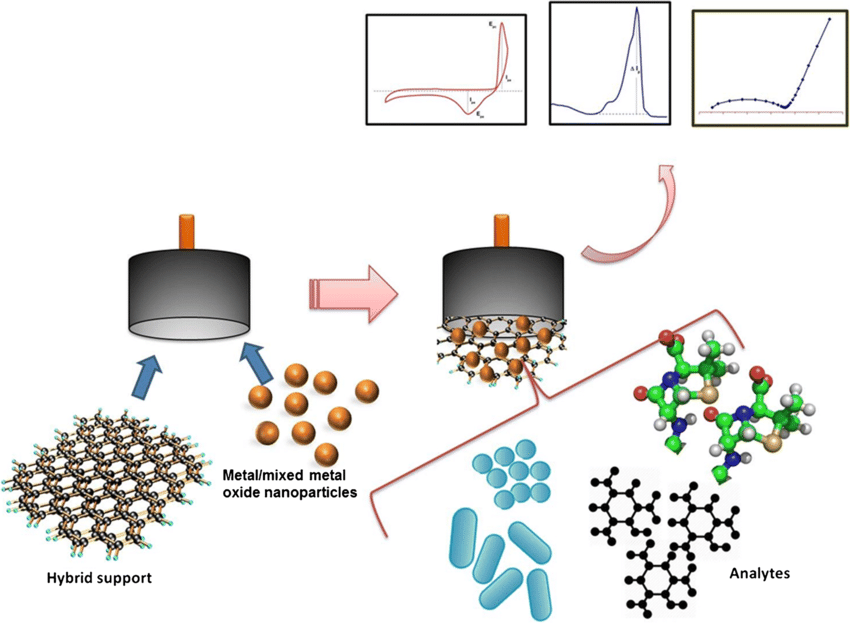 E
I
I
E
Δ I
Metal/mixed metal
oxide nanoparticles
Hybrid support
Analytes